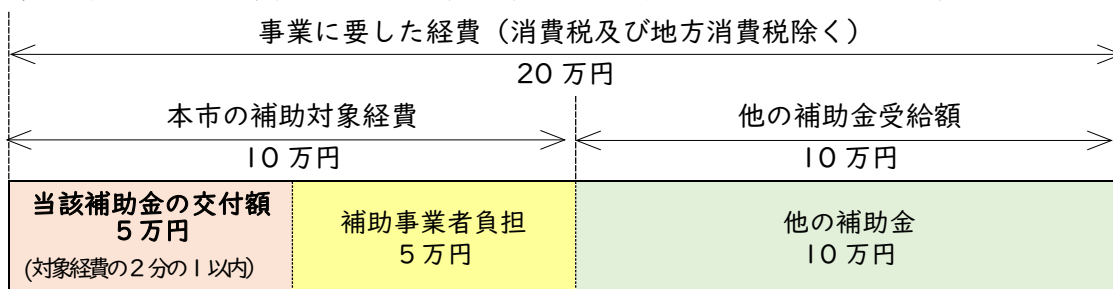 事業に要した経費（消費税及び地方消費税除く）
20万円
本市の補助対象経費
10万円
他の補助金受給額
10万円
当該補助金の交付額
5万円
(対象経費の2分の1以内)
補助事業者負担
5万円
他の補助金
10万円